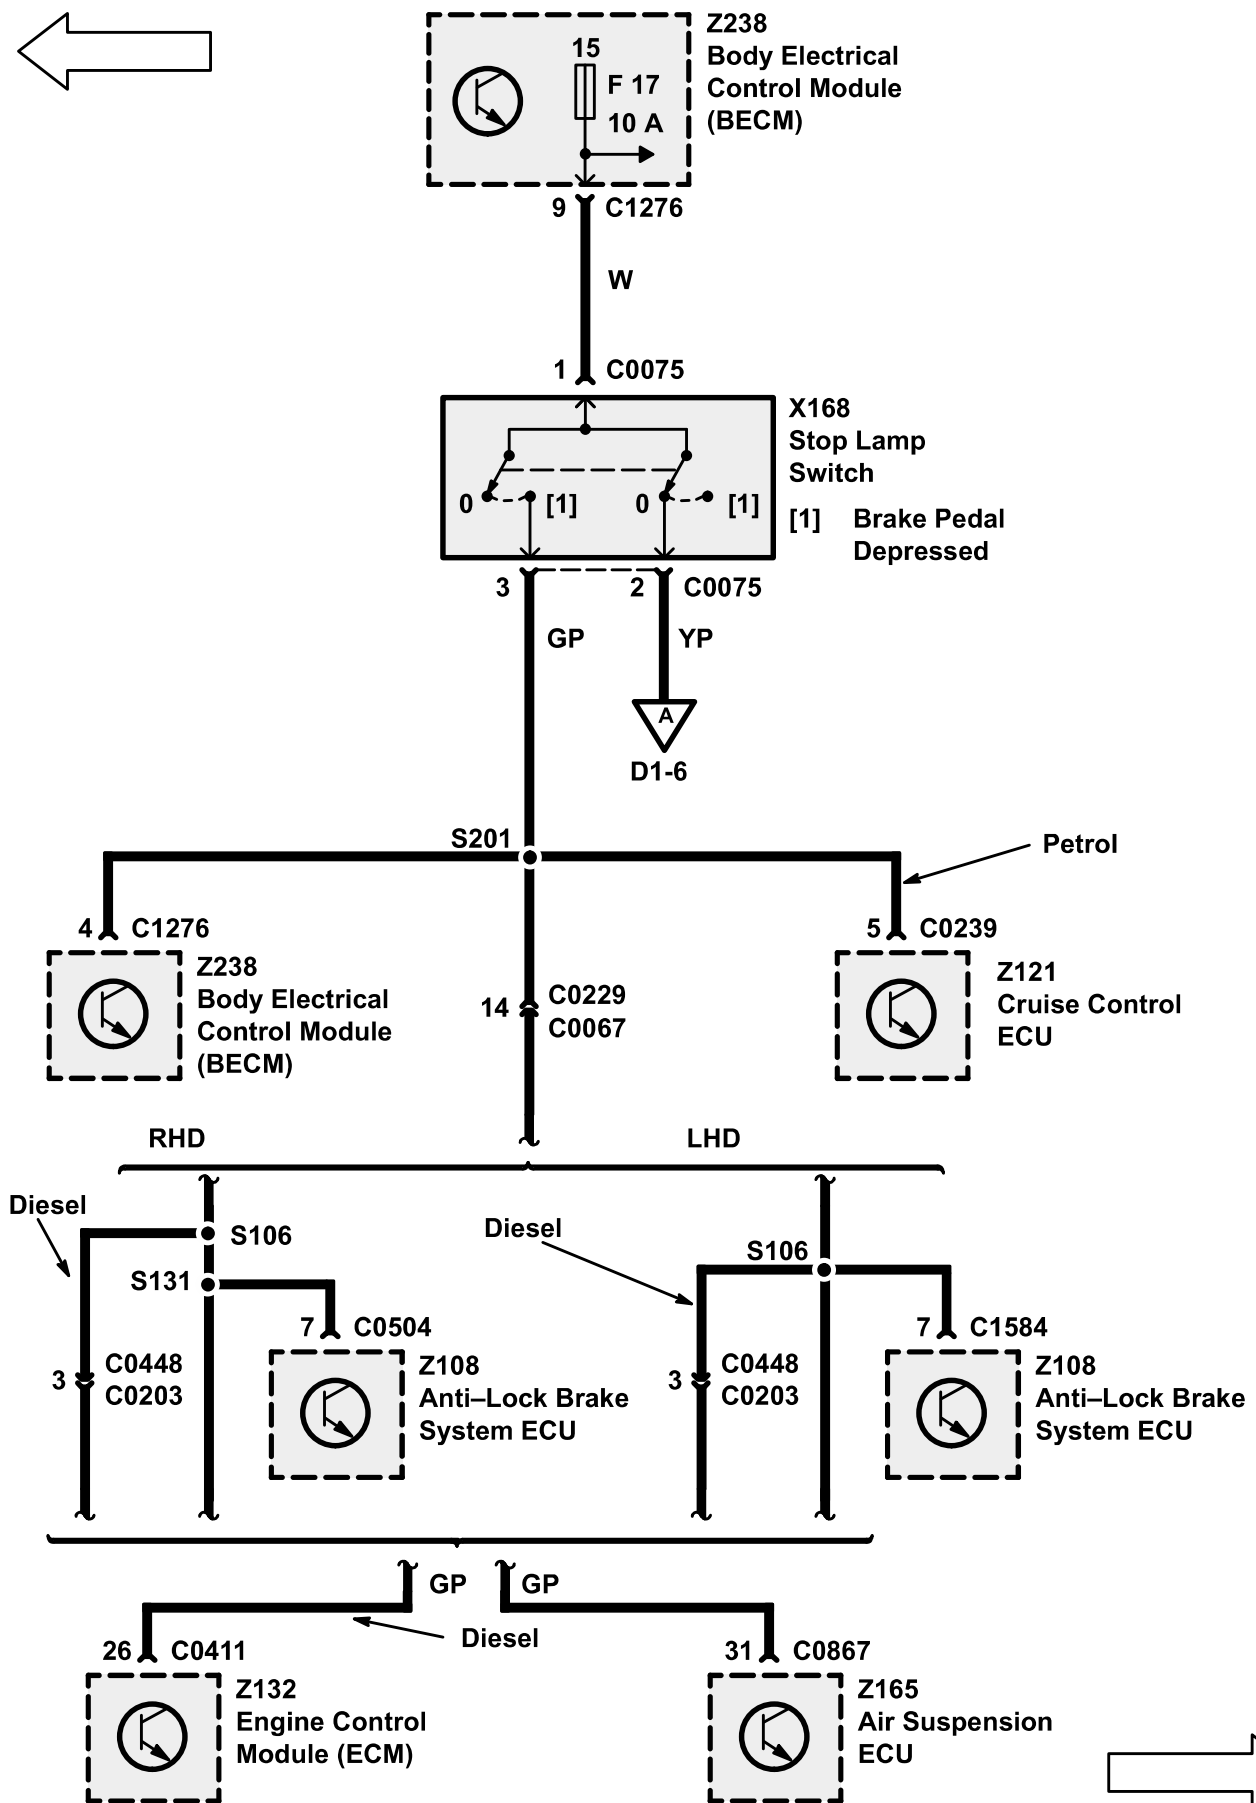 Z238
Body Electrical
Control Module
(BECM)
15
F 17
10 A
9 C1276
W
1 C0075
X168
Stop Lamp
Switch
0 [1] 0 [1]
[1] Brake Pedal
Depressed
3 2 C0075
GP YP
A
D1-6
S201
Petrol
4 C1276
Z238
Body Electrical
Control Module
(BECM)
14 C0229
C0067
5 C0239
Z121
Cruise Control
ECU
RHD LHD
Diesel
S106
S131
7 C0504
3 C0448
C0203
Z108
Anti–Lock Brake
System ECU
Diesel
S106
7 C1584
3 C0448
C0203
Z108
Anti–Lock Brake
System ECU
GP GP
Diesel
26 C0411
Z132
Engine Control
Module (ECM)
31 C0867
Z165
Air Suspension
ECU